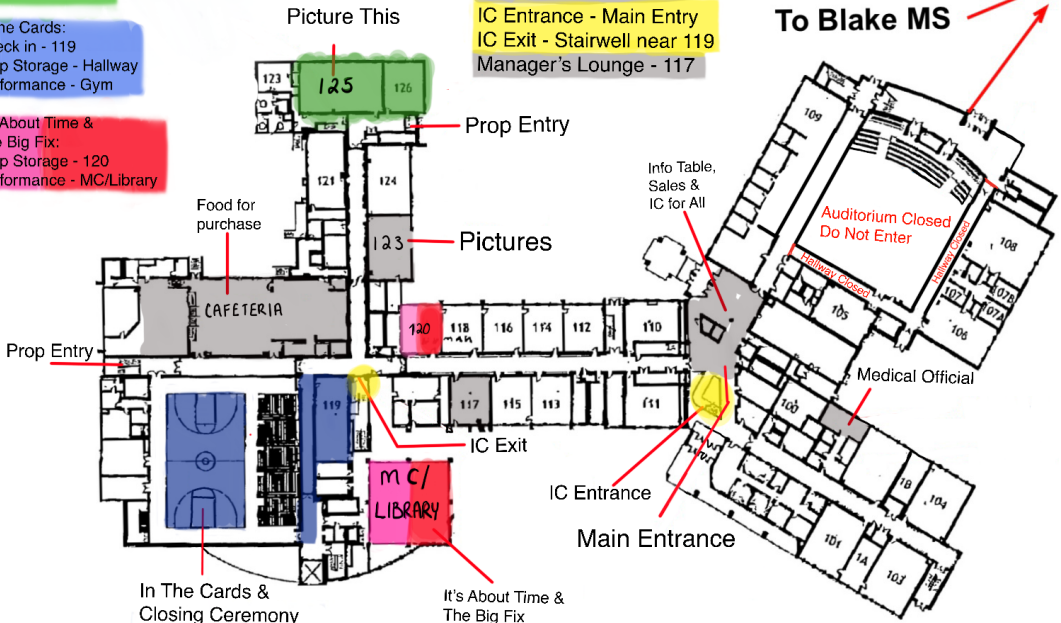 Picture This
IC Entrance - Main Entry
IC Exit - Stairwell near 119
Manager's Lounge - 117
To Blake MS
he Cards:
eck in - 119
p Storage - Hallway
formance - Gym
About Time &
e Big Fix:
p Storage - 120
formance - MC/Library
123
125
126
Prop Entry
109
121
124
Info Table,
Sales &
IC for All
Food for
purchase
Auditorium Closed
Do Not Enter
Hallway Closed
Hallway Closed
108
123
Pictures
107
107B
107A
106
105
CAFETERIA
120
118
116
114
112
110
Prop Entry
Medical Official
119
117
115
113
111
100
IC Exit
MC/
LIBRARY
IC Entrance
Main Entrance
1B
104
101
1A
103
In The Cards &
Closing Ceremony
It's About Time &
The Big Fix